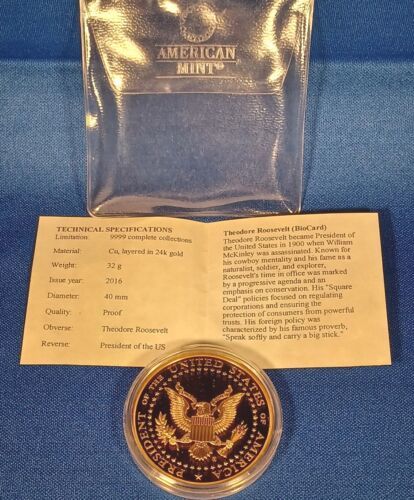 AMERICAN
MINT
TECHNICAL SPECIFICATIONS
Limitation: 9999 complete collections
Material: Cu, layered in 24k gold
Weight: 32 g
Issue year: 2016
Diameter: 40 mm
Quality: Proof
Obverse: Theodore Roosevelt
Reverse: President of the US
Theodore Roosevelt (BioCard)
Theodore Roosevelt became President of
the United States in 1900 when William
McKinley was assassinated. Known for
his cowboy mentality and his fame as a
naturalist, soldier, and explorer,
Roosevelt's time in office was marked
by a progressive agenda and an
emphasis on conservation. His "Square
Deal" policies focused on regulating
corporations and ensuring the
protection of consumers from powerful
trusts. His foreign policy was
characterized by his famous proverb,
"Speak softly and carry a big stick."
PRESIDENT OF THE UNITED STATES OF AMERICA